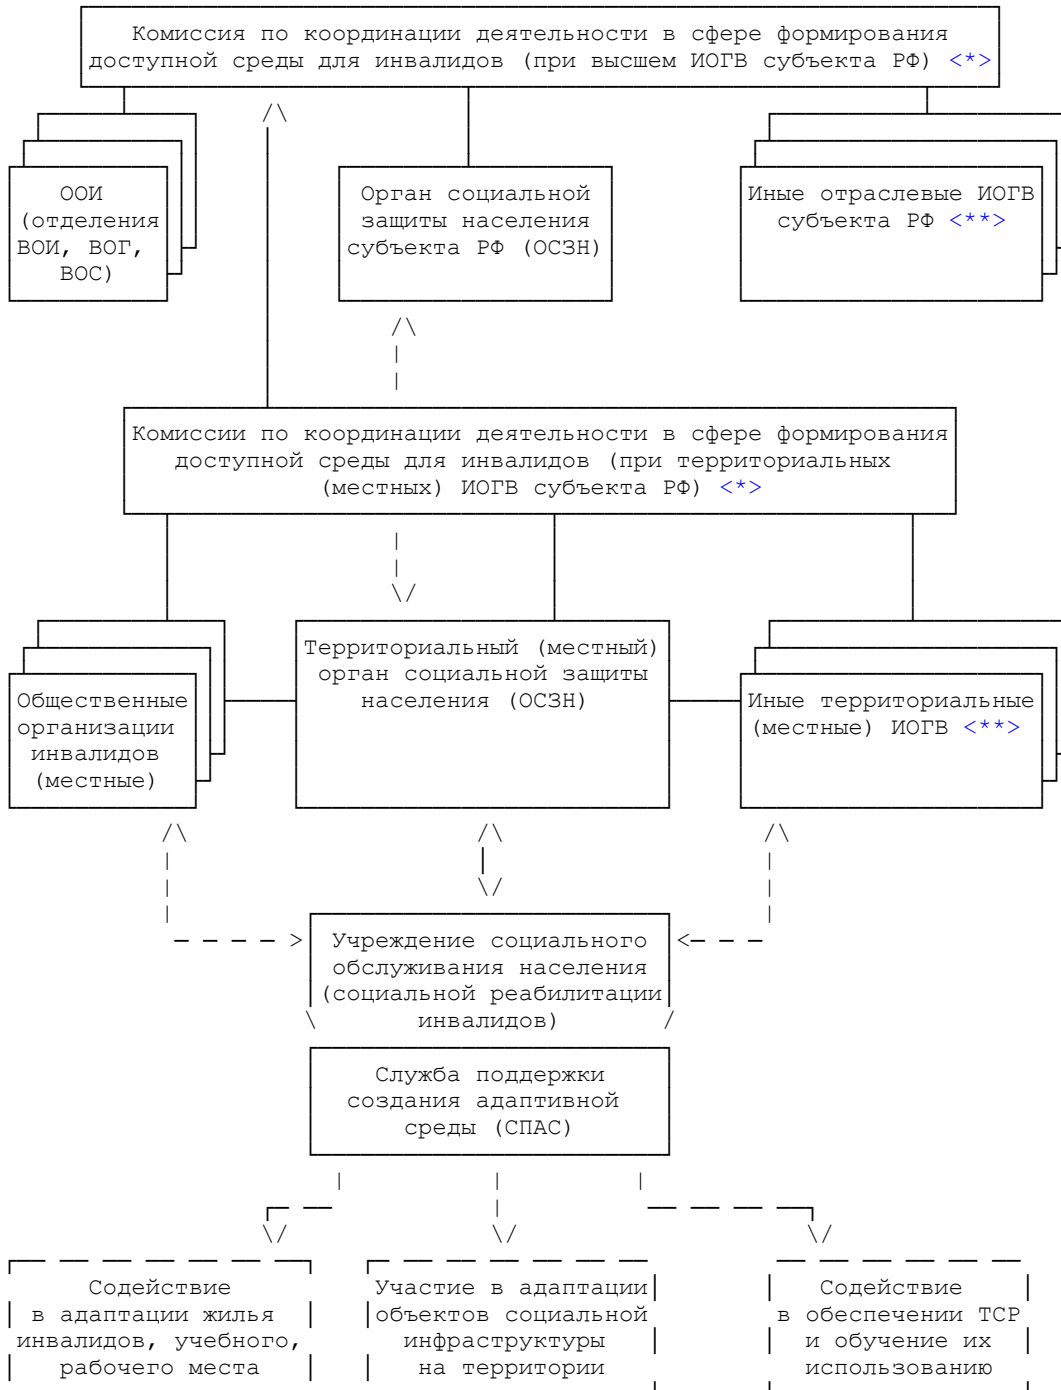 Комиссия по координации деятельности в сфере формирования
доступной среды для инвалидов (при высшем ИОГВ субъекта РФ) <*>
ООИ
(отделения
ВОИ, ВОГ,
ВОС)
Орган социальной
защиты населения
субъекта РФ (ОСЗН)
Иные отраслевые ИОГВ
субъекта РФ <**>
Комиссии по координации деятельности в сфере формирования
доступной среды для инвалидов (при территориальных
(местных) ИОГВ субъекта РФ) <*>
Общественные
организации
инвалидов
(местные)
Территориальный (местный)
орган социальной защиты
населения (ОСЗН)
Иные территориальные
(местные) ИОГВ <**>
Учреждение социального
обслуживания населения
(социальной реабилитации
инвалидов)
Служба поддержки
создания адаптивной
среды (СПАС)
Содействие
в адаптации жилья
инвалидов, учебного,
рабочего места
Участие в адаптации
объектов социальной
инфраструктуры
на территории
Содействие
в обеспечении ТСР
и обучение их
использованию